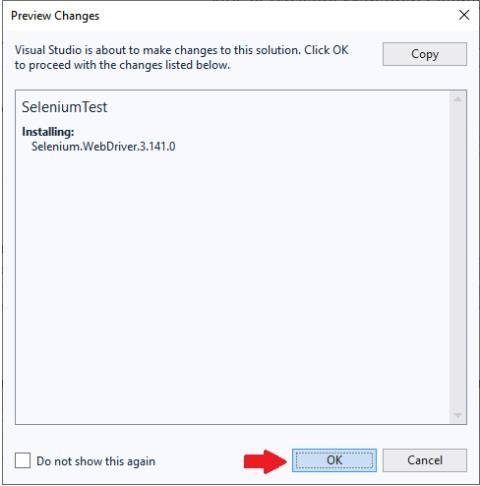 Preview Changes
Visual Studio is about to make changes to this solution. Click OK
to proceed with the changes listed below.
Copy
SeleniumTest
Installing:
Selenium.WebDriver.3.141.0
Do not show this again
OK
Cancel